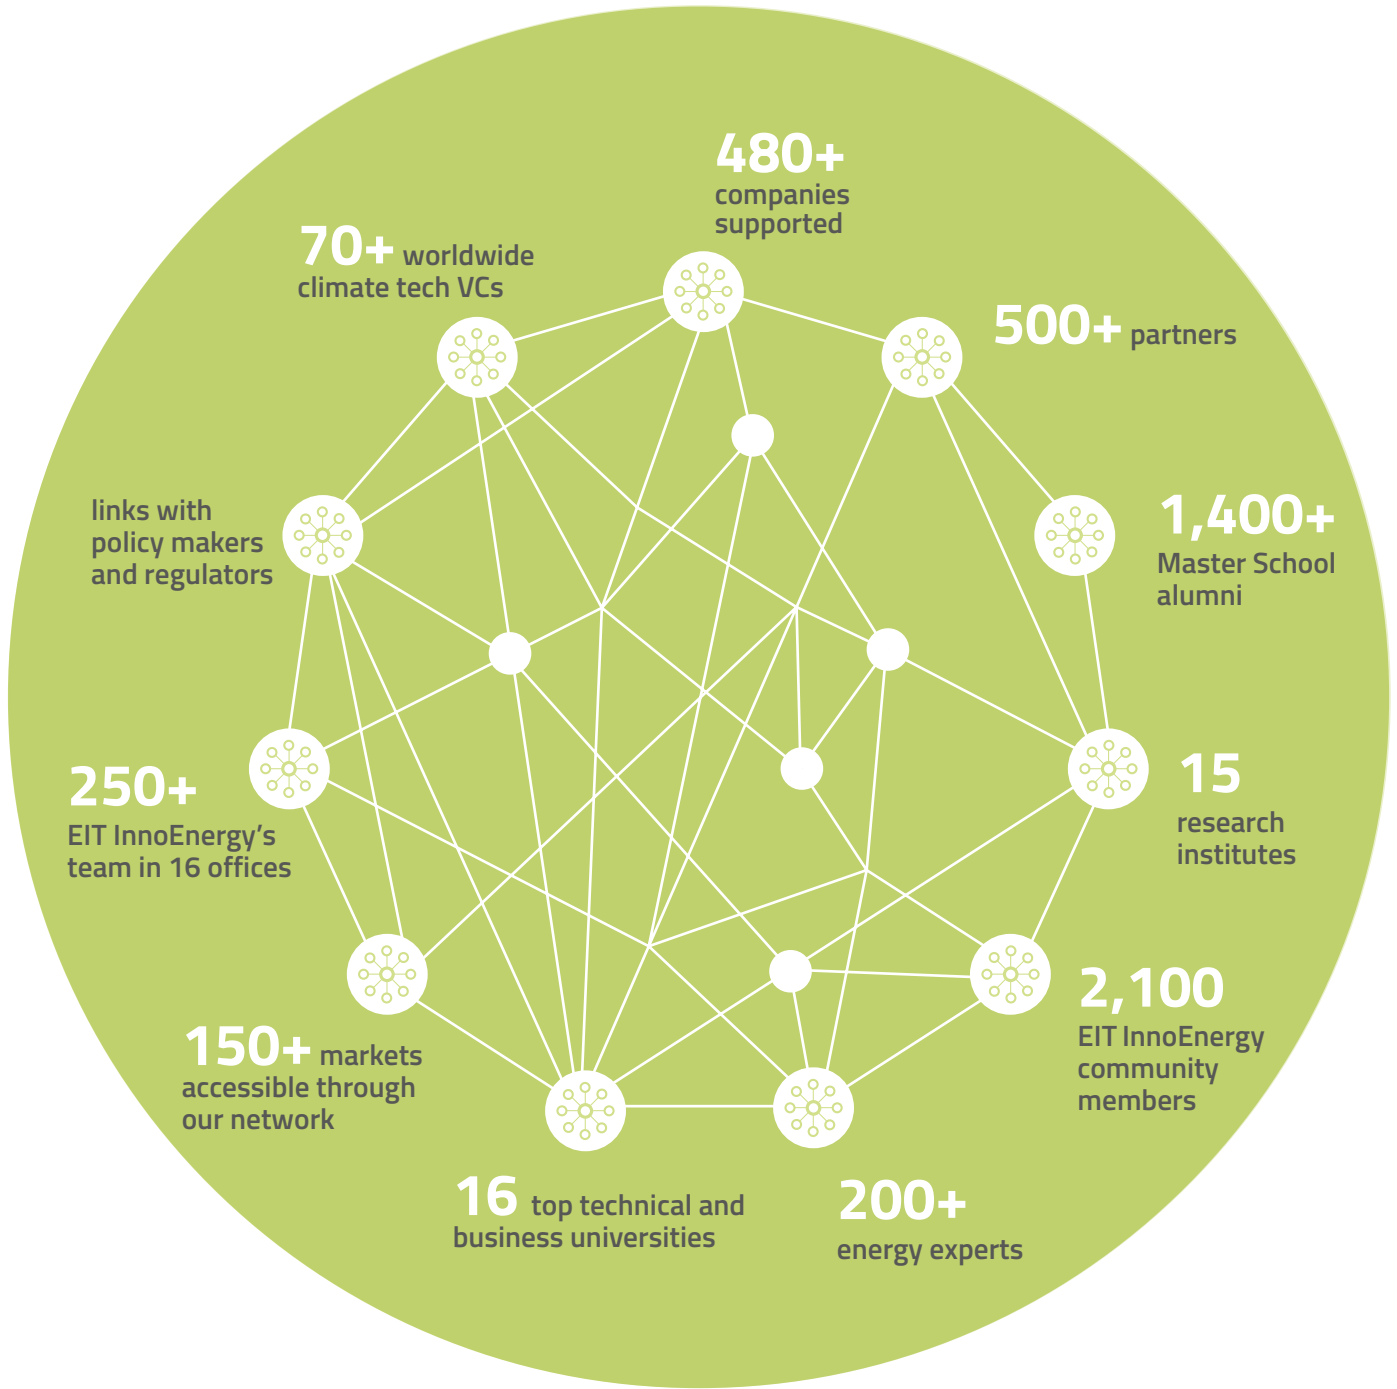 480+
companies
supported
70+ worldwide
climate tech VCs
500+ partners
links with
policy makers
and regulators
1,400+
Master School
alumni
250+
EIT InnoEnergy’s
team in 16 offices
15
research
institutes
150+ markets
accessible through
our network
2,100
EIT InnoEnergy
community
members
16 top technical and
business universities
200+
energy experts